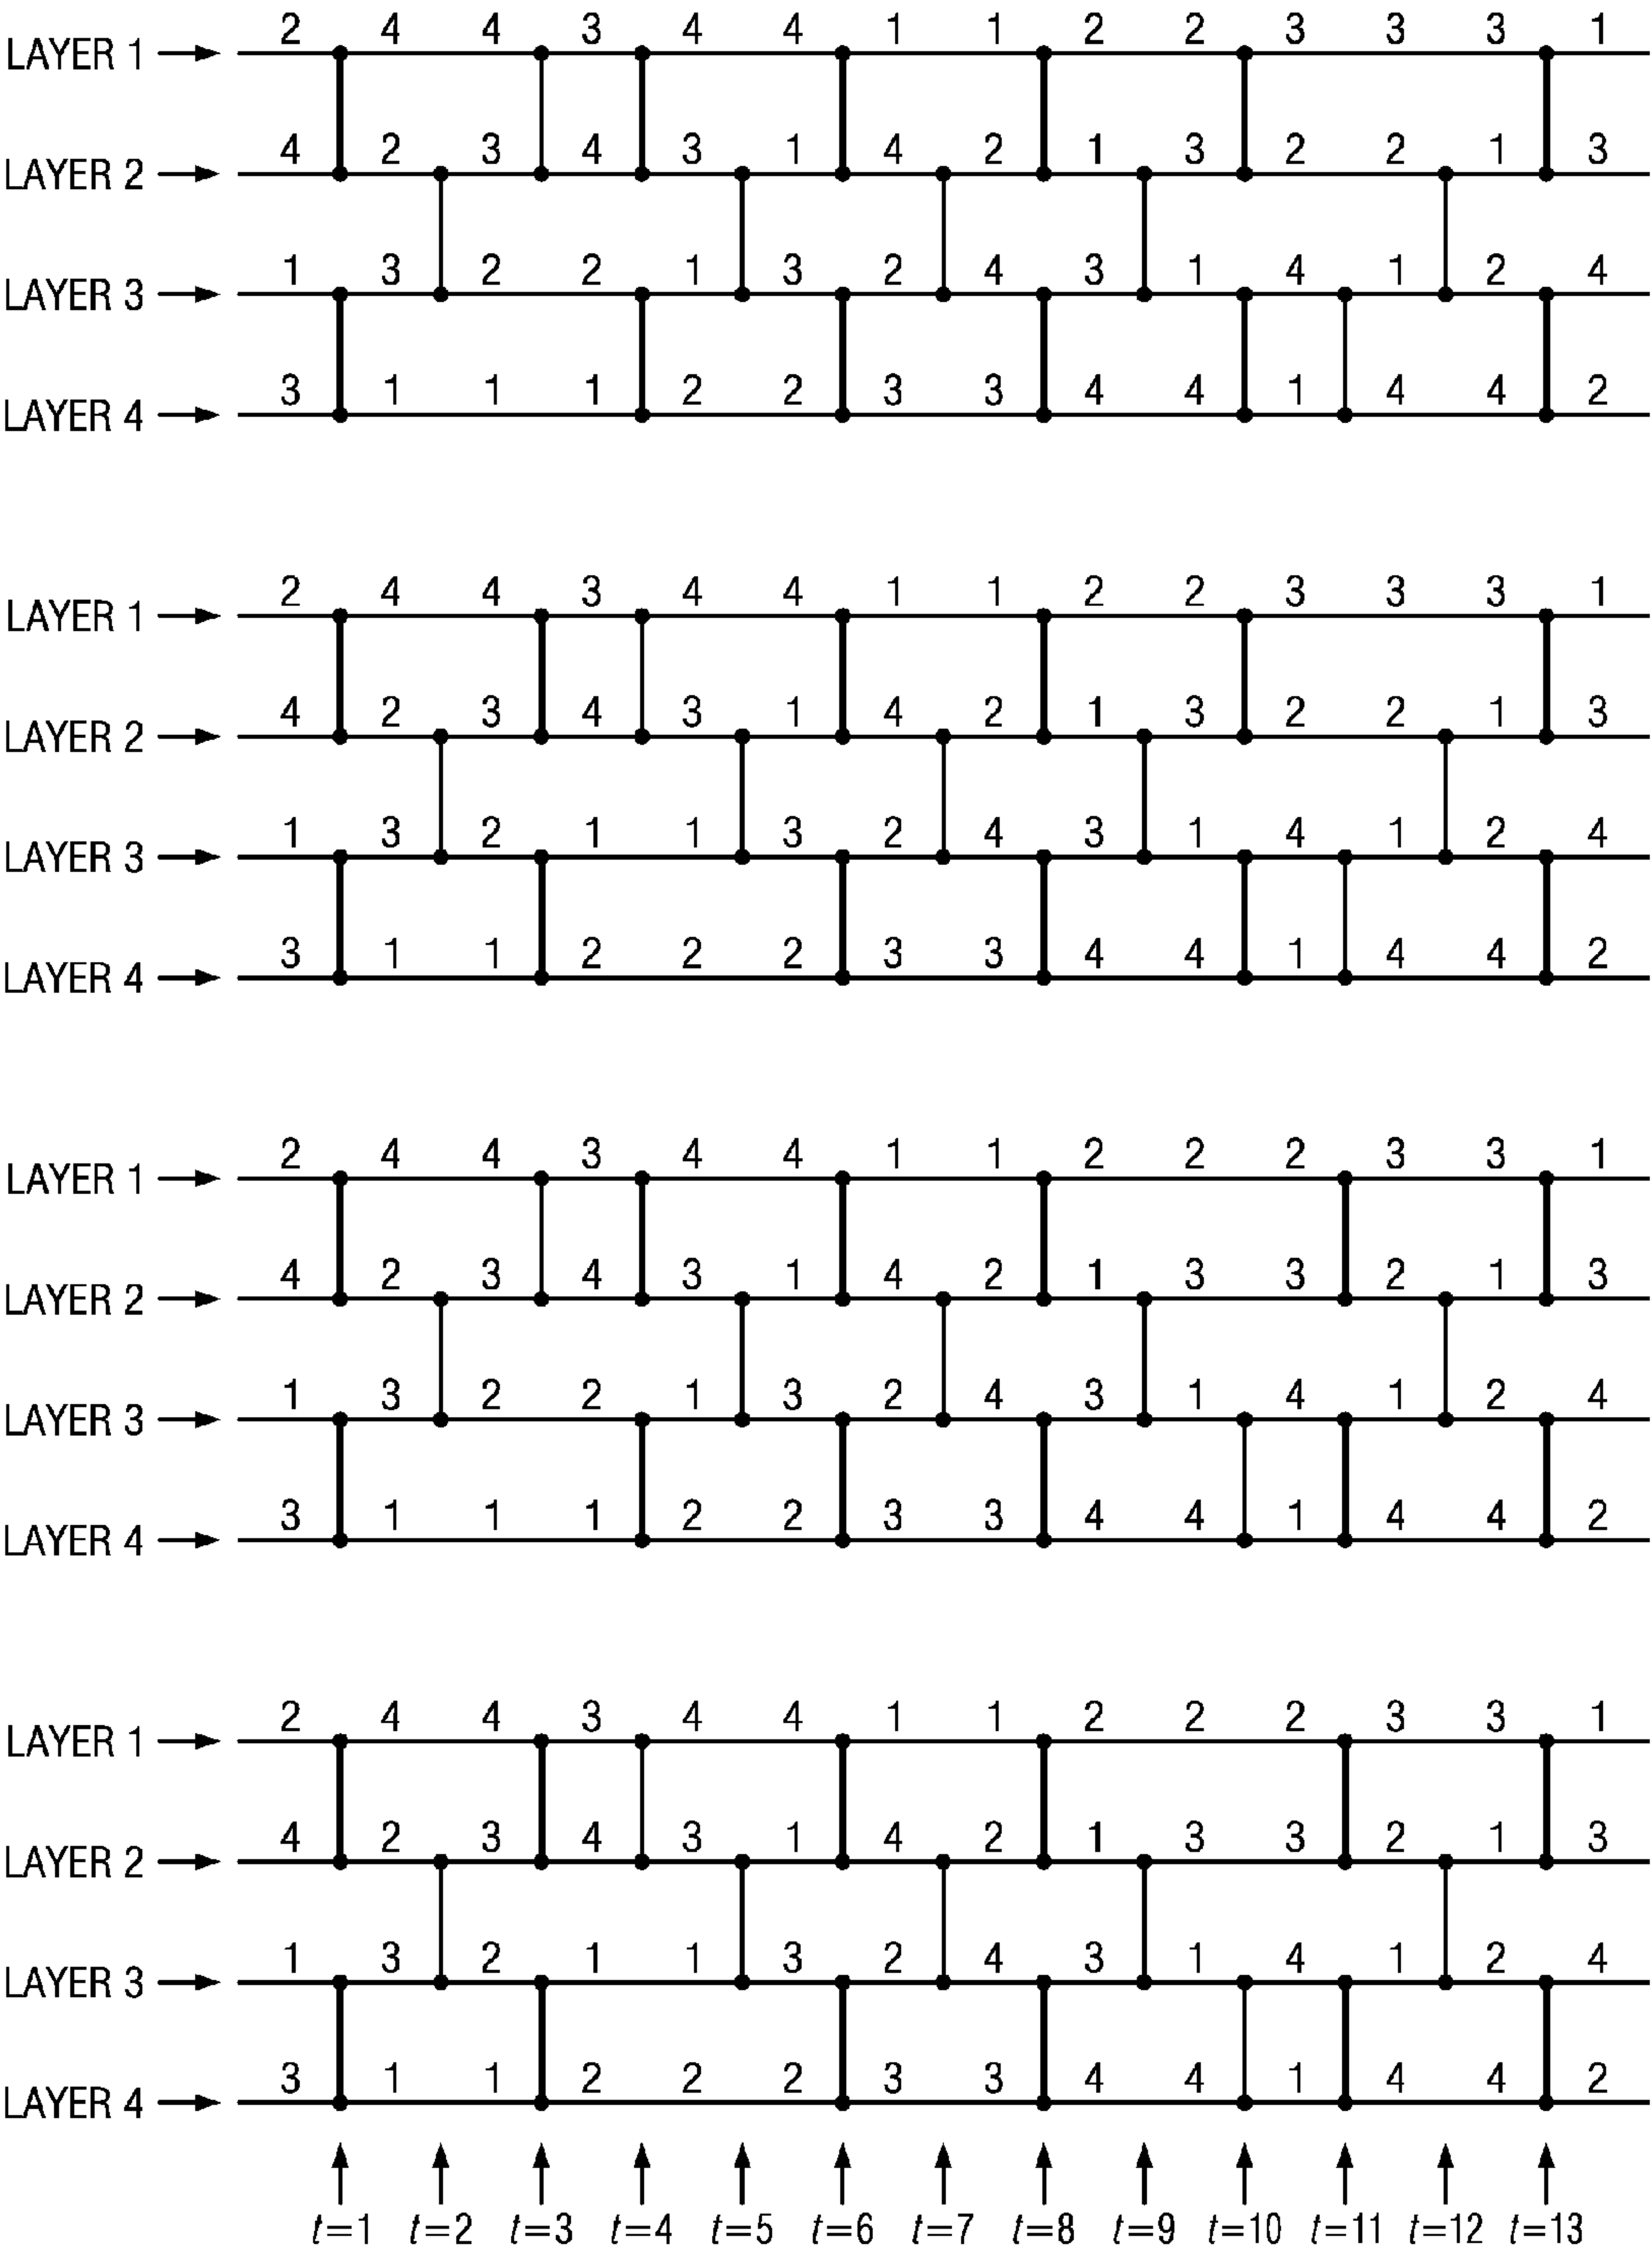 LAYER 1 2 4 4 3 4 4 1 1 2 2 3 3 3 1
LAYER 2 4 2 3 4 3 1 4 2 1 3 2 2 1 3
LAYER 3 1 3 2 2 1 3 2 4 3 1 4 1 2 4
LAYER 4 3 1 1 1 2 2 3 3 4 4 1 4 4 2
LAYER 1 2 4 4 3 4 4 1 1 2 2 3 3 3 1
LAYER 2 4 2 3 4 3 1 4 2 1 3 2 2 1 3
LAYER 3 1 3 2 1 1 3 2 4 3 1 4 1 2 4
LAYER 4 3 1 1 2 2 2 3 3 4 4 1 4 4 2
LAYER 1 2 4 4 3 4 4 1 1 2 2 2 3 3 1
LAYER 2 4 2 3 4 3 1 4 2 1 3 3 2 1 3
LAYER 3 1 3 2 2 1 3 2 4 3 1 4 1 2 4
LAYER 4 3 1 1 1 2 2 3 3 4 4 1 4 4 2
LAYER 1 2 4 4 3 4 4 1 1 2 2 2 3 3 1
LAYER 2 4 2 3 4 3 1 4 2 1 3 3 2 1 3
LAYER 3 1 3 2 1 1 3 2 4 3 1 4 1 2 4
LAYER 4 3 1 1 2 2 2 3 3 4 4 1 4 4 2
t=1 t=2 t=3 t=4 t=5 t=6 t=7 t=8 t=9 t=10 t=11 t=12 t=13